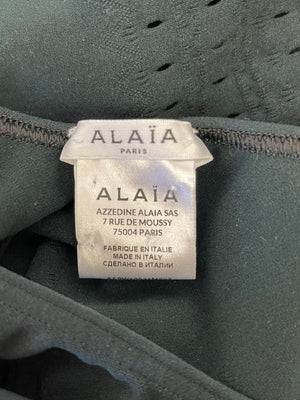 ALAÏA
PARIS
ALAÏA
AZZEDINE ALAIA SAS
7 RUE DE MOUSSY
75004 PARIS
FABRIQUE EN ITALIE
MADE IN ITALY
СДЕЛАНО В ИТАЛИИ